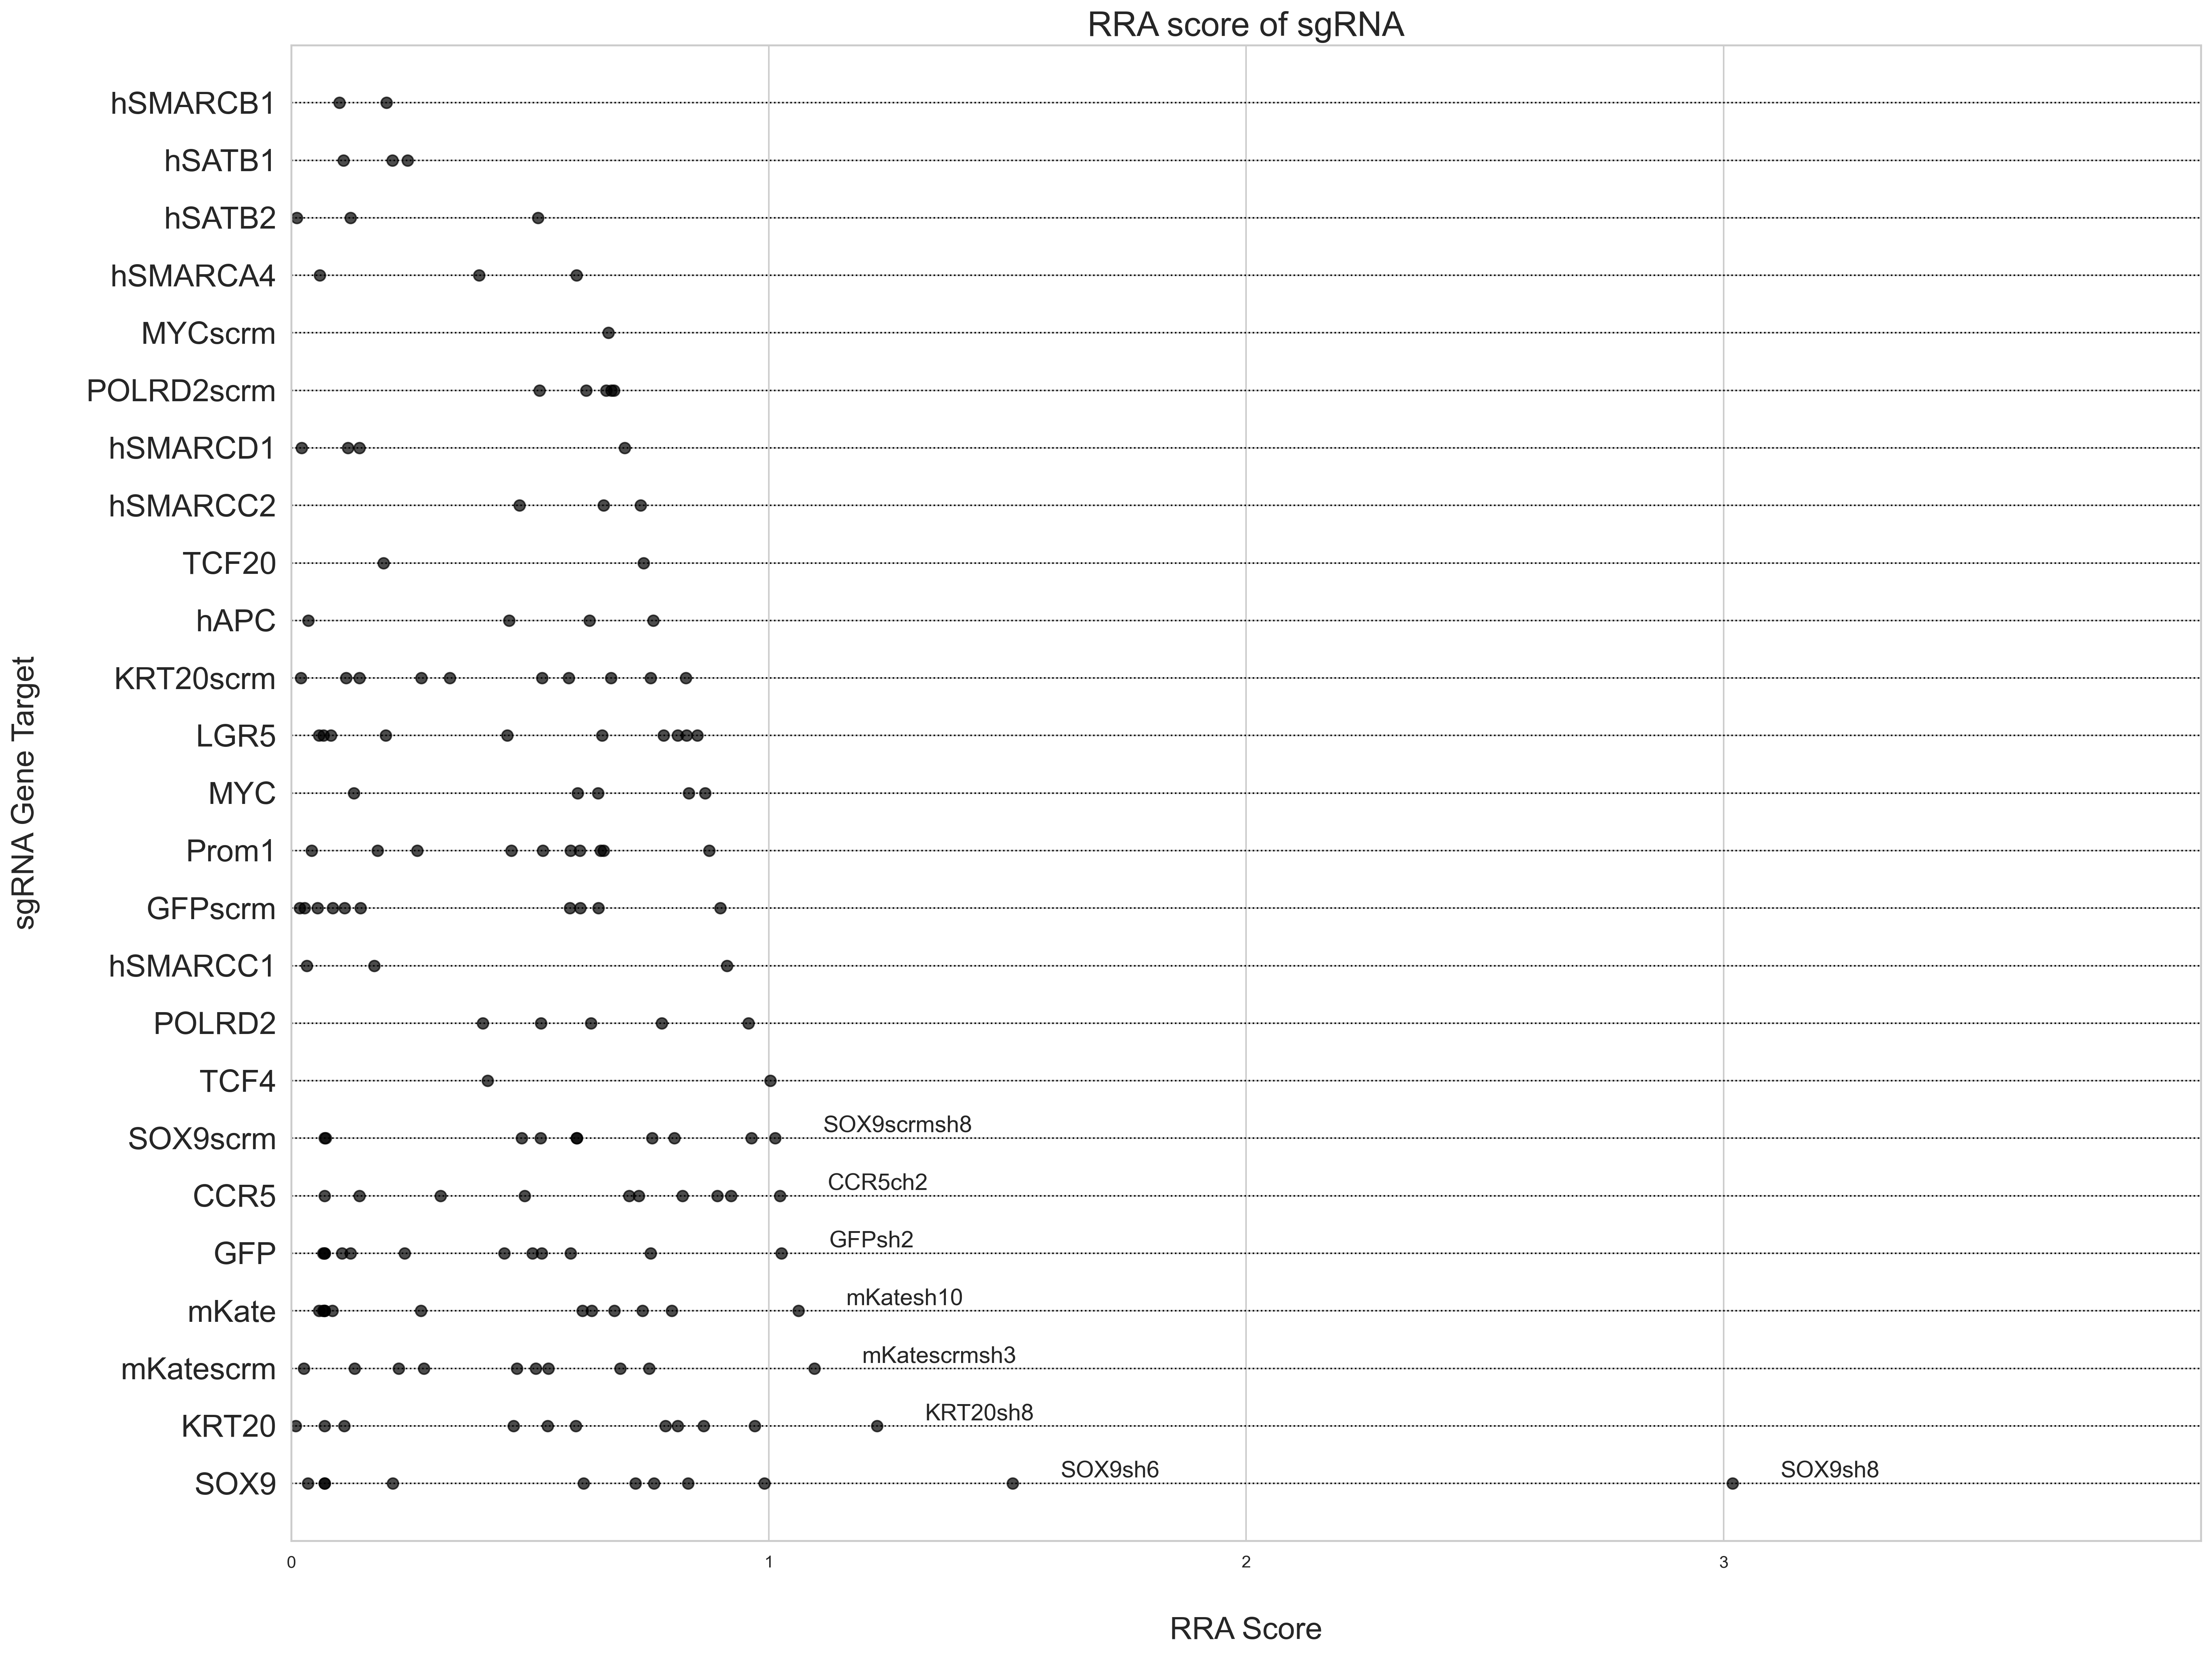 RRA score of sgRNA
hSMARCB1
hSATB1
hSATB2
hSMARCA4
MYCscrm
POLRD2scrm
hSMARCD1
hSMARCC2
TCF20
hAPC
KRT20scrm
LGR5
MYC
Prom1
GFPscrm
hSMARCC1
POLRD2
TCF4
SOX9scrm
SOX9scrmsh8
CCR5
CCR5ch2
GFP
GFPsh2
mKate
mKatesh10
mKatescrm
mKatescrmsh3
KRT20
KRT20sh8
SOX9
SOX9sh6
SOX9sh8
sgRNA Gene Target
0 1 2 3
RRA Score